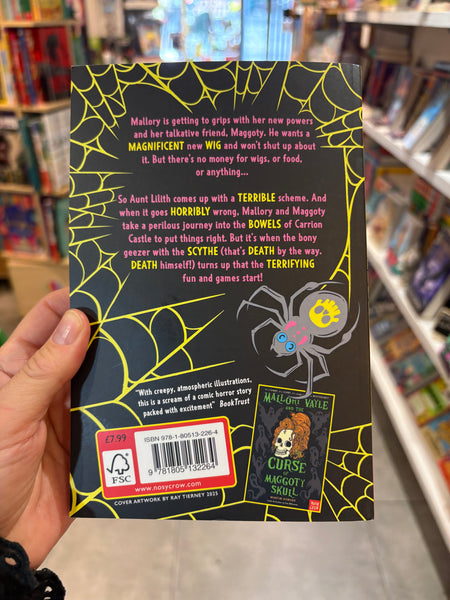 Mallory is getting to grips with her new powers
and her talkative friend, Maggoty. He wants a
MAGNIFICENT new WIG and won't shut up about
it. But there's no money for wigs, or food,
or anything...
So Aunt Lilith comes up with a TERRIBLE scheme. And
when it goes HORRIBLY wrong, Mallory and Maggoty
take a perilous journey into the BOWELS of Carrion
Castle to put things right. But it's when the bony
geezer with the SCYTHE (that's DEATH by the way.
DEATH himself!) turns up that the TERRIFYING
fun and games start!
"With creepy, atmospheric illustrations,
this is a scream of a comic horror story
packed with excitement" BookTrust
£7.99
FSC
ISBN 978-1-80513-226-4
9 781805 132264
www.nosycrow.com
COVER ARTWORK BY RAY TIERNEY 2025
MALLORY VAYLE
AND THE
CURSE
OF
MAGGOTY
SKULL